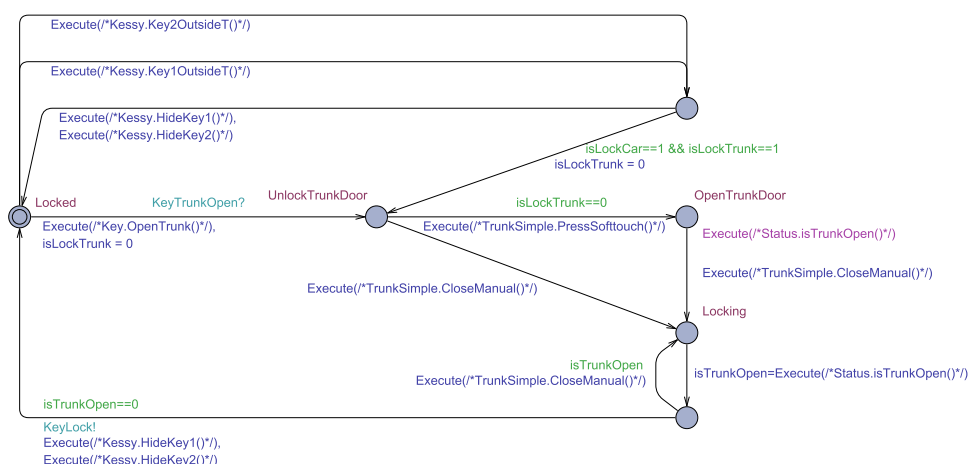 Execute(/*Kessy.Key2OutsideT()*/)
Execute(/*Kessy.Key1OutsideT()*/)
Execute(/*Kessy.HideKey1()*/),
Execute(/*Kessy.HideKey2()*/)
isLockCar==1 && isLockTrunk==1
isLockTrunk = 0
Locked
KeyTrunkOpen?
Execute(/*Key.OpenTrunk()*/),
isLockTrunk = 0
UnlockTrunkDoor
isLockTrunk==0
Execute(/*TrunkSimple.PressSofttouch()*/)
OpenTrunkDoor
Execute(/*Status.isTrunkOpen()*/)
Execute(/*TrunkSimple.CloseManual()*/)
Execute(/*TrunkSimple.CloseManual()*/)
Locking
isTrunkOpen
Execute(/*TrunkSimple.CloseManual()*/)
isTrunkOpen=Execute(/*Status.isTrunkOpen()*/)
isTrunkOpen==0
KeyLock!
Execute(/*Kessy.HideKey1()*/),
Execute(/*Kessy.HideKey2()*/)